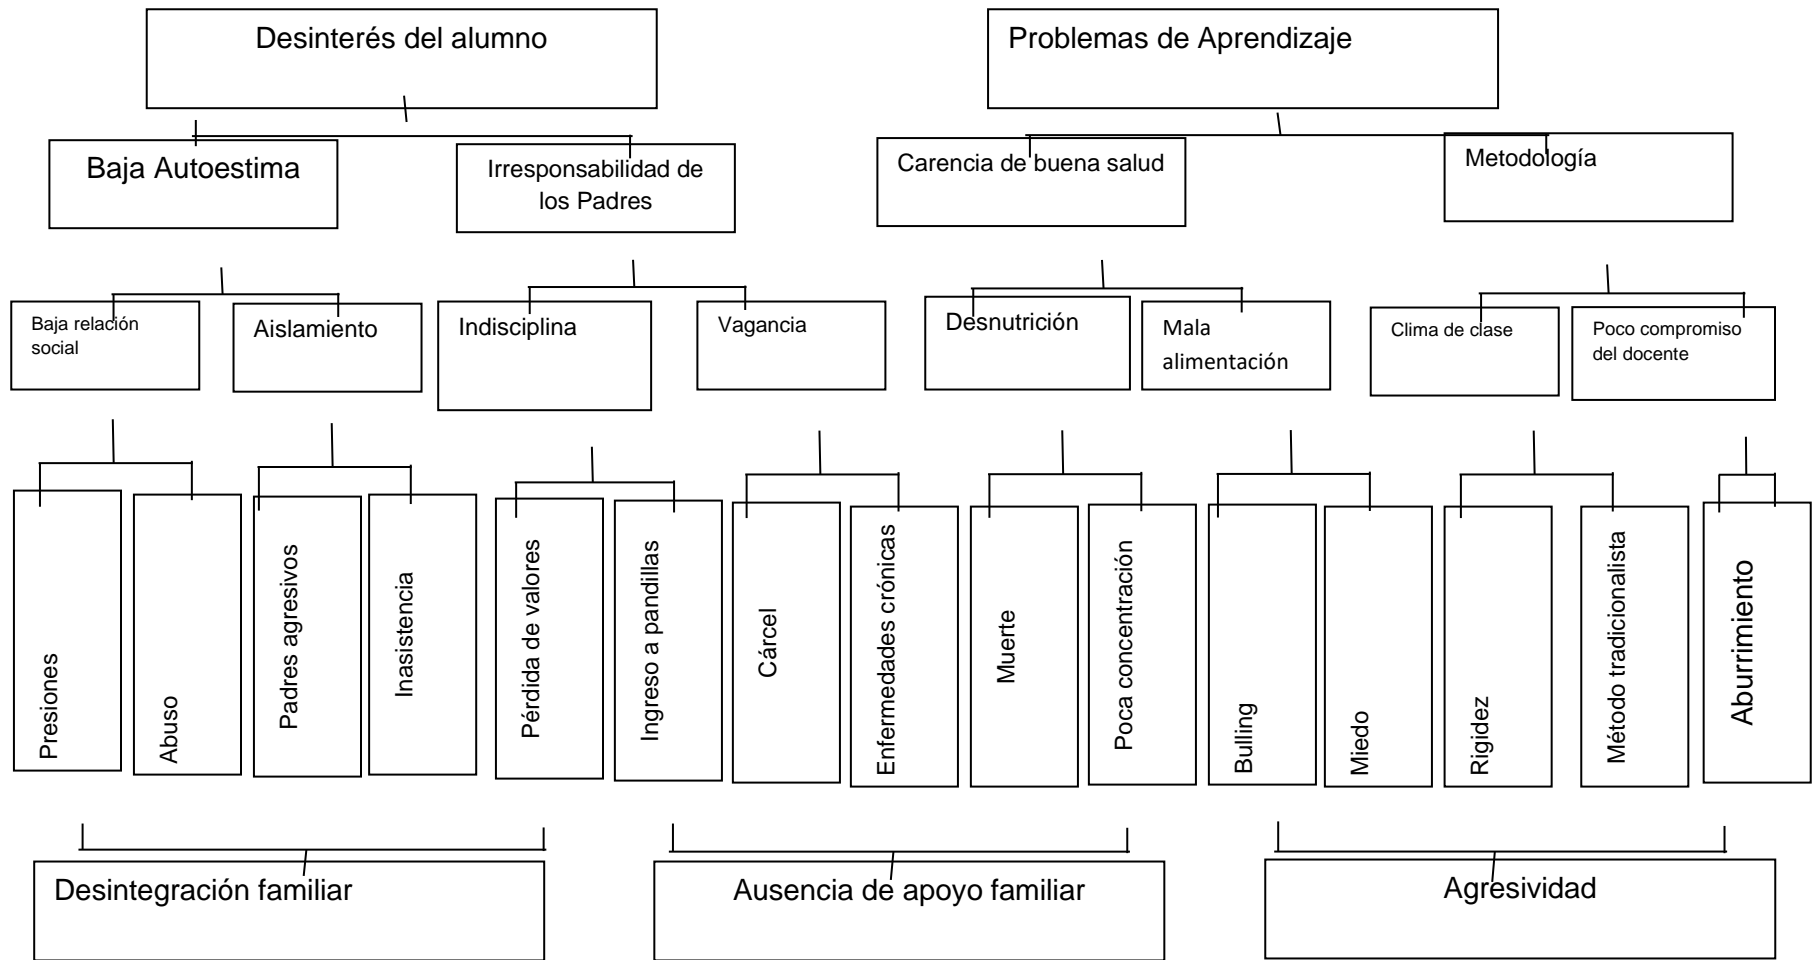 Desinterés del alumno
Problemas de Aprendizaje
Baja Autoestima
Irresponsabilidad de
los Padres
Carencia de buena salud
Metodología
Baja relación
social
Aislamiento
Indisciplina
Vagancia
Desnutrición
Mala
alimentación
Clima de clase
Poco compromiso
del docente
Presiones
Abuso
Padres agresivos
Inasistencia
Pérdida de valores
Ingreso a pandillas
Cárcel
Enfermedades crónicas
Muerte
Poca concentración
Bulling
Miedo
Rigidez
Método tradicionalista
Aburrimiento
Desintegración familiar
Ausencia de apoyo familiar
Agresividad